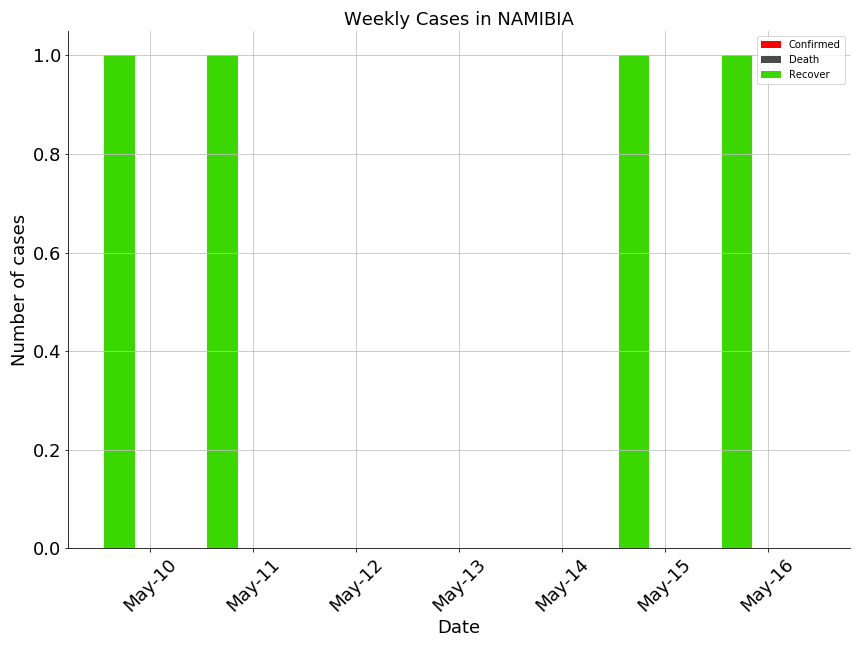 Weekly Cases in NAMIBIA
Confirmed
Death
Recover
Number of cases
1.0
0.8
0.6
0.4
0.2
0.0
May-10
May-11
May-12
May-13
May-14
May-15
May-16
Date